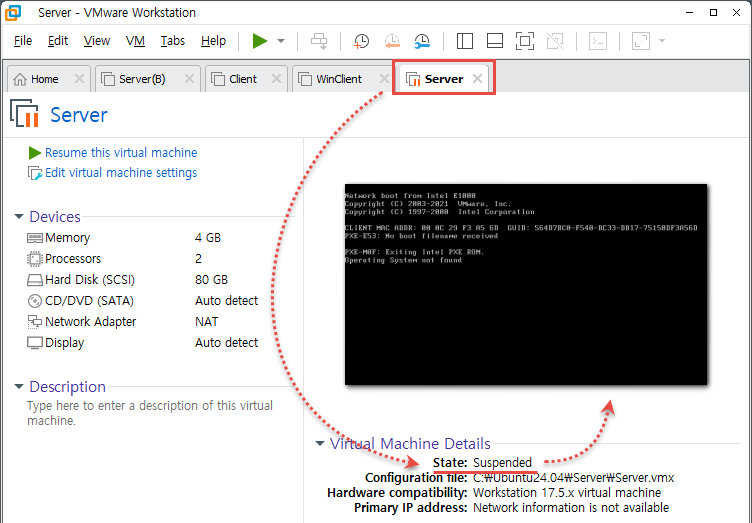 Server - VMware Workstation
File Edit View VM Tabs Help
Home Server(B) Client WinClient Server
Server
Resume this virtual machine
Edit virtual machine settings
Devices
Memory 4 GB
Processors 2
Hard Disk (SCSI) 80 GB
CD/DVD (SATA) Auto detect
Network Adapter NAT
Display Auto detect
Description
Type here to enter a description of this virtual
machine.
Network boot from Intel E1000
Copyright (C) 2003-2021 VMware, Inc.
Copyright (C) 1997-2000 Intel Corporation
CLIENT MAC ADDR: 00 0C 29 F3 A5 6D GUID: 564D78C0-F540-BC33-DB17-75150DF3A56D
PXE-E53: No boot filename received
PXE-M0F: Exiting Intel PXE ROM.
Operating System not found
Virtual Machine Details
State: Suspended
Configuration file: C:₩Ubuntu24.04₩Server₩Server.vmx
Hardware compatibility: Workstation 17.5.x virtual machine
Primary IP address: Network information is not available